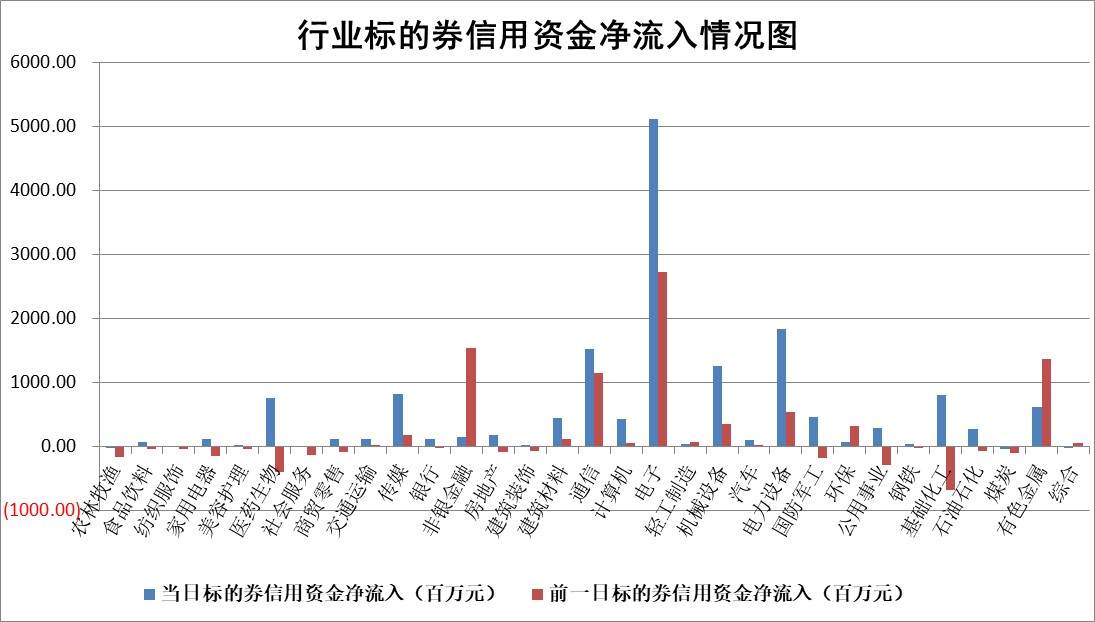 行业标的券信用资金净流入情况图
6000.00
5000.00
4000.00
3000.00
2000.00
1000.00
0.00
(1000.00)
农林牧渔
食品饮料
纺织服饰
家用电器
美容护理
医药生物
社会服务
商贸零售
交通运输
传媒
银行
非银金融
房地产
建筑装饰
建筑材料
通信
计算机
电子
轻工制造
机械设备
汽车
电力设备
国防军工
环保
公用事业
钢铁
基础化工
石油石化
煤炭
有色金属
综合
当日标的券信用资金净流入（百万元）
前一日标的券信用资金净流入（百万元）